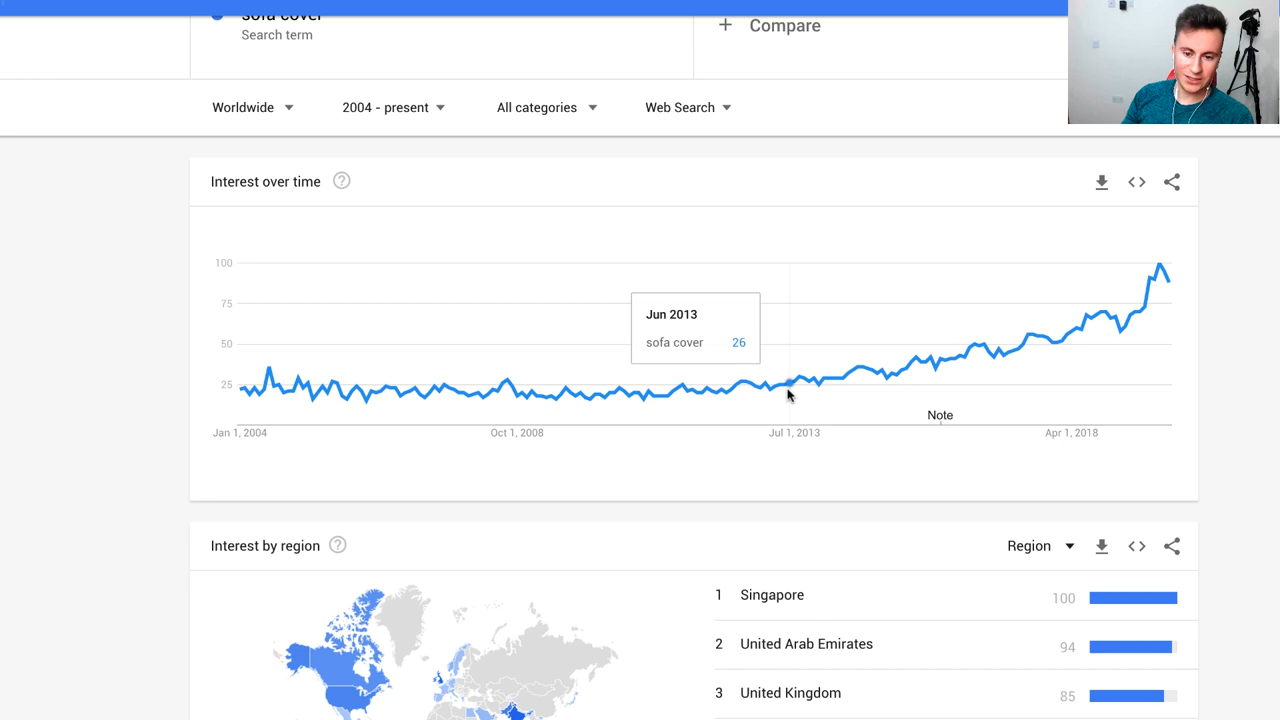 sofa cover
Search term
+ Compare
Worldwide
2004 - present
All categories
Web Search
Interest over time ?
100
75
50
25
Jun 2013
sofa cover 26
Note
Jan 1, 2004
Oct 1, 2008
Jul 1, 2013
Apr 1, 2018
Interest by region ?
Region
1 Singapore 100
2 United Arab Emirates 94
3 United Kingdom 85